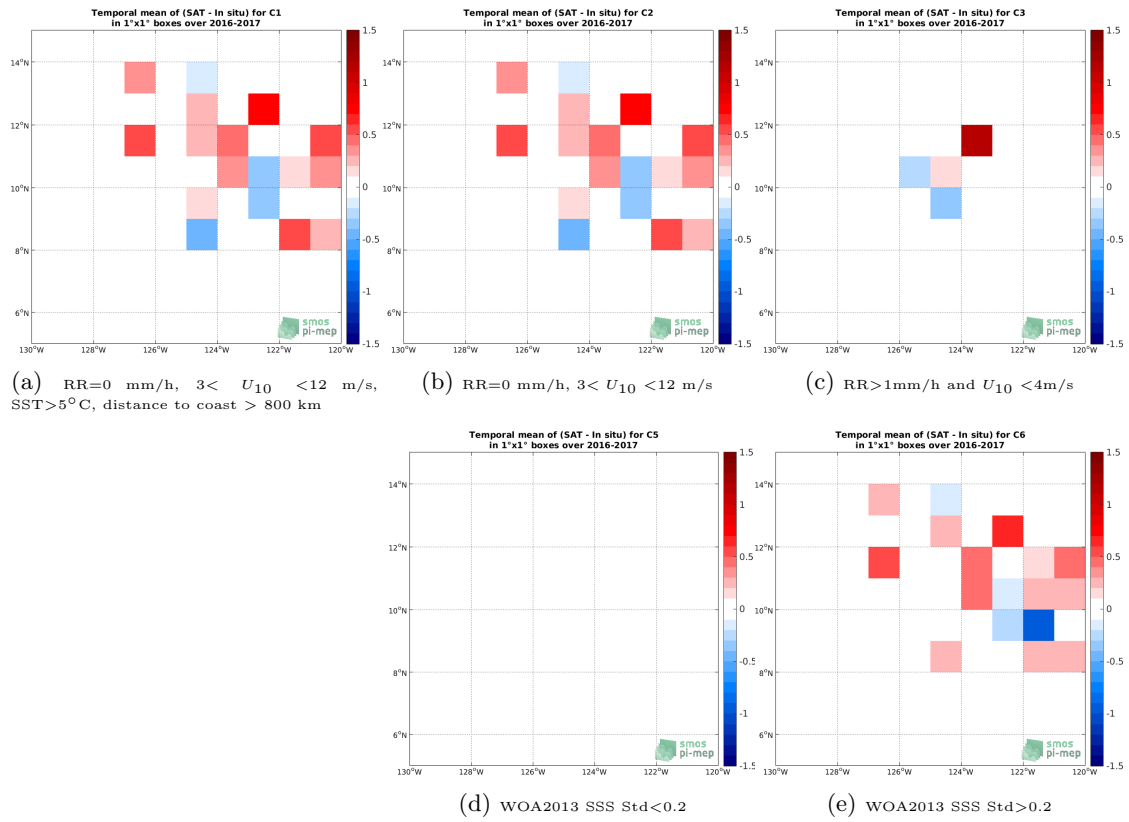 Temporal mean of (SAT - In situ) for C1
in 1°x1° boxes over 2016-2017
14°N
12°N
10°N
8°N
6°N
130°W 128°W 126°W 124°W 122°W 120°W
1.5
1
0.5
0
-0.5
-1
-1.5
smos
pi-mep
(a) RR=0 mm/h, 3< U10 <12 m/s,
SST>5°C, distance to coast > 800 km
Temporal mean of (SAT - In situ) for C2
in 1°x1° boxes over 2016-2017
14°N
12°N
10°N
8°N
6°N
130°W 128°W 126°W 124°W 122°W 120°W
1.5
1
0.5
0
-0.5
-1
-1.5
smos
pi-mep
(b) RR=0 mm/h, 3< U10 <12 m/s
Temporal mean of (SAT - In situ) for C3
in 1°x1° boxes over 2016-2017
14°N
12°N
10°N
8°N
6°N
130°W 128°W 126°W 124°W 122°W 120°W
1.5
1
0.5
0
-0.5
-1
-1.5
smos
pi-mep
(c) RR>1mm/h and U10 <4m/s
Temporal mean of (SAT - In situ) for C5
in 1°x1° boxes over 2016-2017
14°N
12°N
10°N
8°N
6°N
130°W 128°W 126°W 124°W 122°W 120°W
1.5
1
0.5
0
-0.5
-1
-1.5
smos
pi-mep
(d) WOA2013 SSS Std<0.2
Temporal mean of (SAT - In situ) for C6
in 1°x1° boxes over 2016-2017
14°N
12°N
10°N
8°N
6°N
130°W 128°W 126°W 124°W 122°W 120°W
1.5
1
0.5
0
-0.5
-1
-1.5
smos
pi-mep
(e) WOA2013 SSS Std>0.2